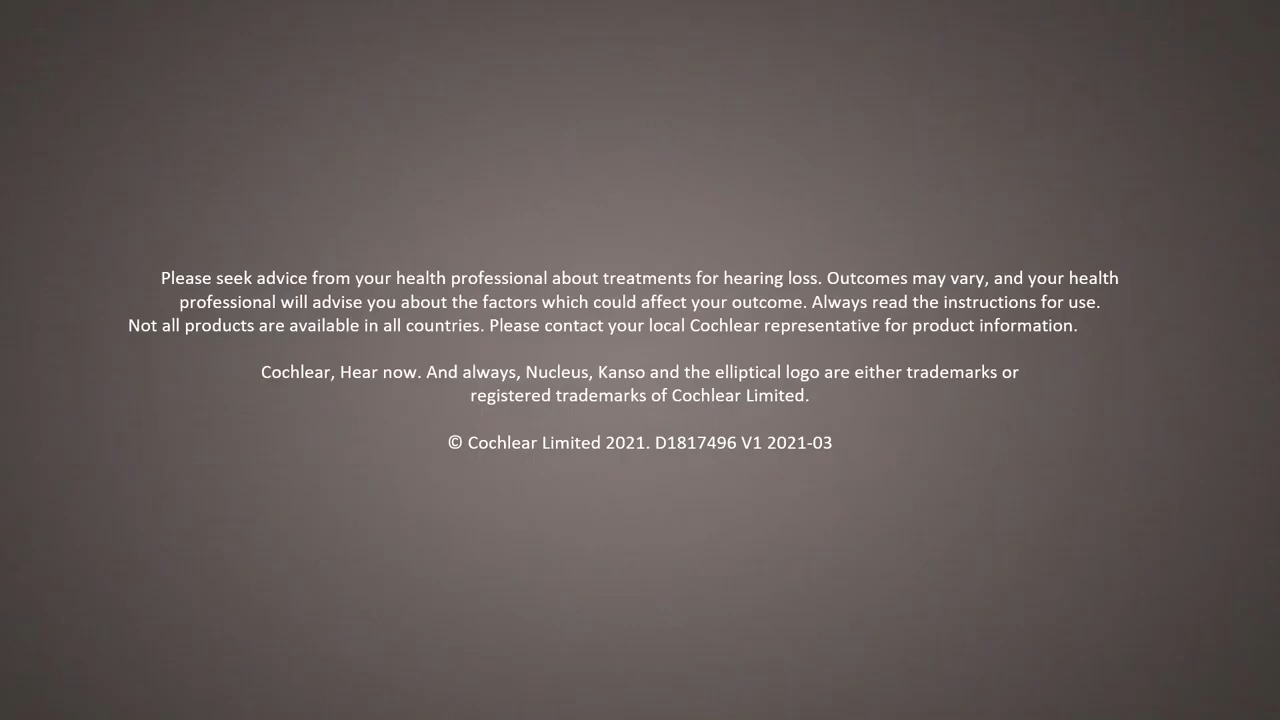 Please seek advice from your health professional about treatments for hearing loss. Outcomes may vary, and your health
professional will advise you about the factors which could affect your outcome. Always read the instructions for use.
Not all products are available in all countries. Please contact your local Cochlear representative for product information.
Cochlear, Hear now. And always, Nucleus, Kanso and the elliptical logo are either trademarks or
registered trademarks of Cochlear Limited.
© Cochlear Limited 2021. D1817496 V1 2021-03